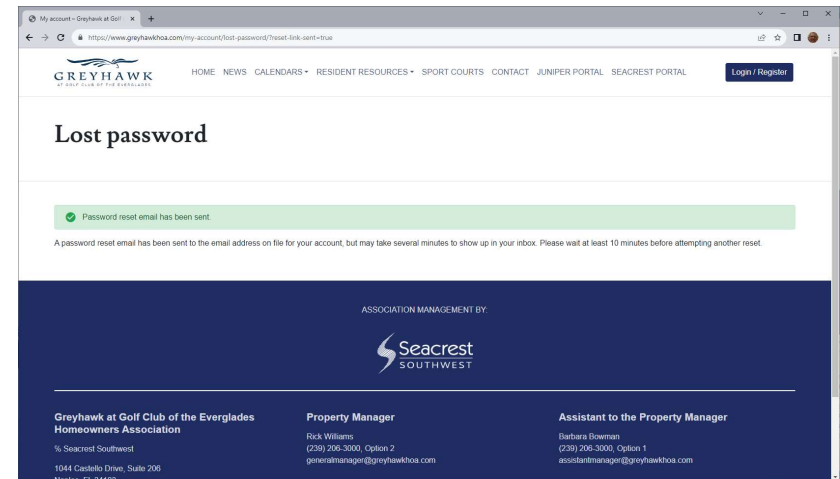 My account – Greyhawk at Golf
https://www.greyhawkhoa.com/my-account/lost-password/?reset-link-sent=true
GREYHAWK
AT GOLF CLUB OF THE EVERGLADES
HOME NEWS CALENDARS RESIDENT RESOURCES SPORT COURTS CONTACT JUNIPER PORTAL SEACREST PORTAL
Login / Register
Lost password
Password reset email has been sent.
A password reset email has been sent to the email address on file for your account, but may take several minutes to show up in your inbox. Please wait at least 10 minutes before attempting another reset.
ASSOCIATION MANAGEMENT BY:
Seacrest
SOUTHWEST
Greyhawk at Golf Club of the Everglades
Homeowners Association
% Seacrest Southwest
1044 Castello Drive, Suite 206
Property Manager
Rick Williams
(239) 206-3000, Option 2
generalmanager@greyhawkhoa.com
Assistant to the Property Manager
Barbara Bowman
(239) 206-3000, Option 1
assistantmanager@greyhawkhoa.com